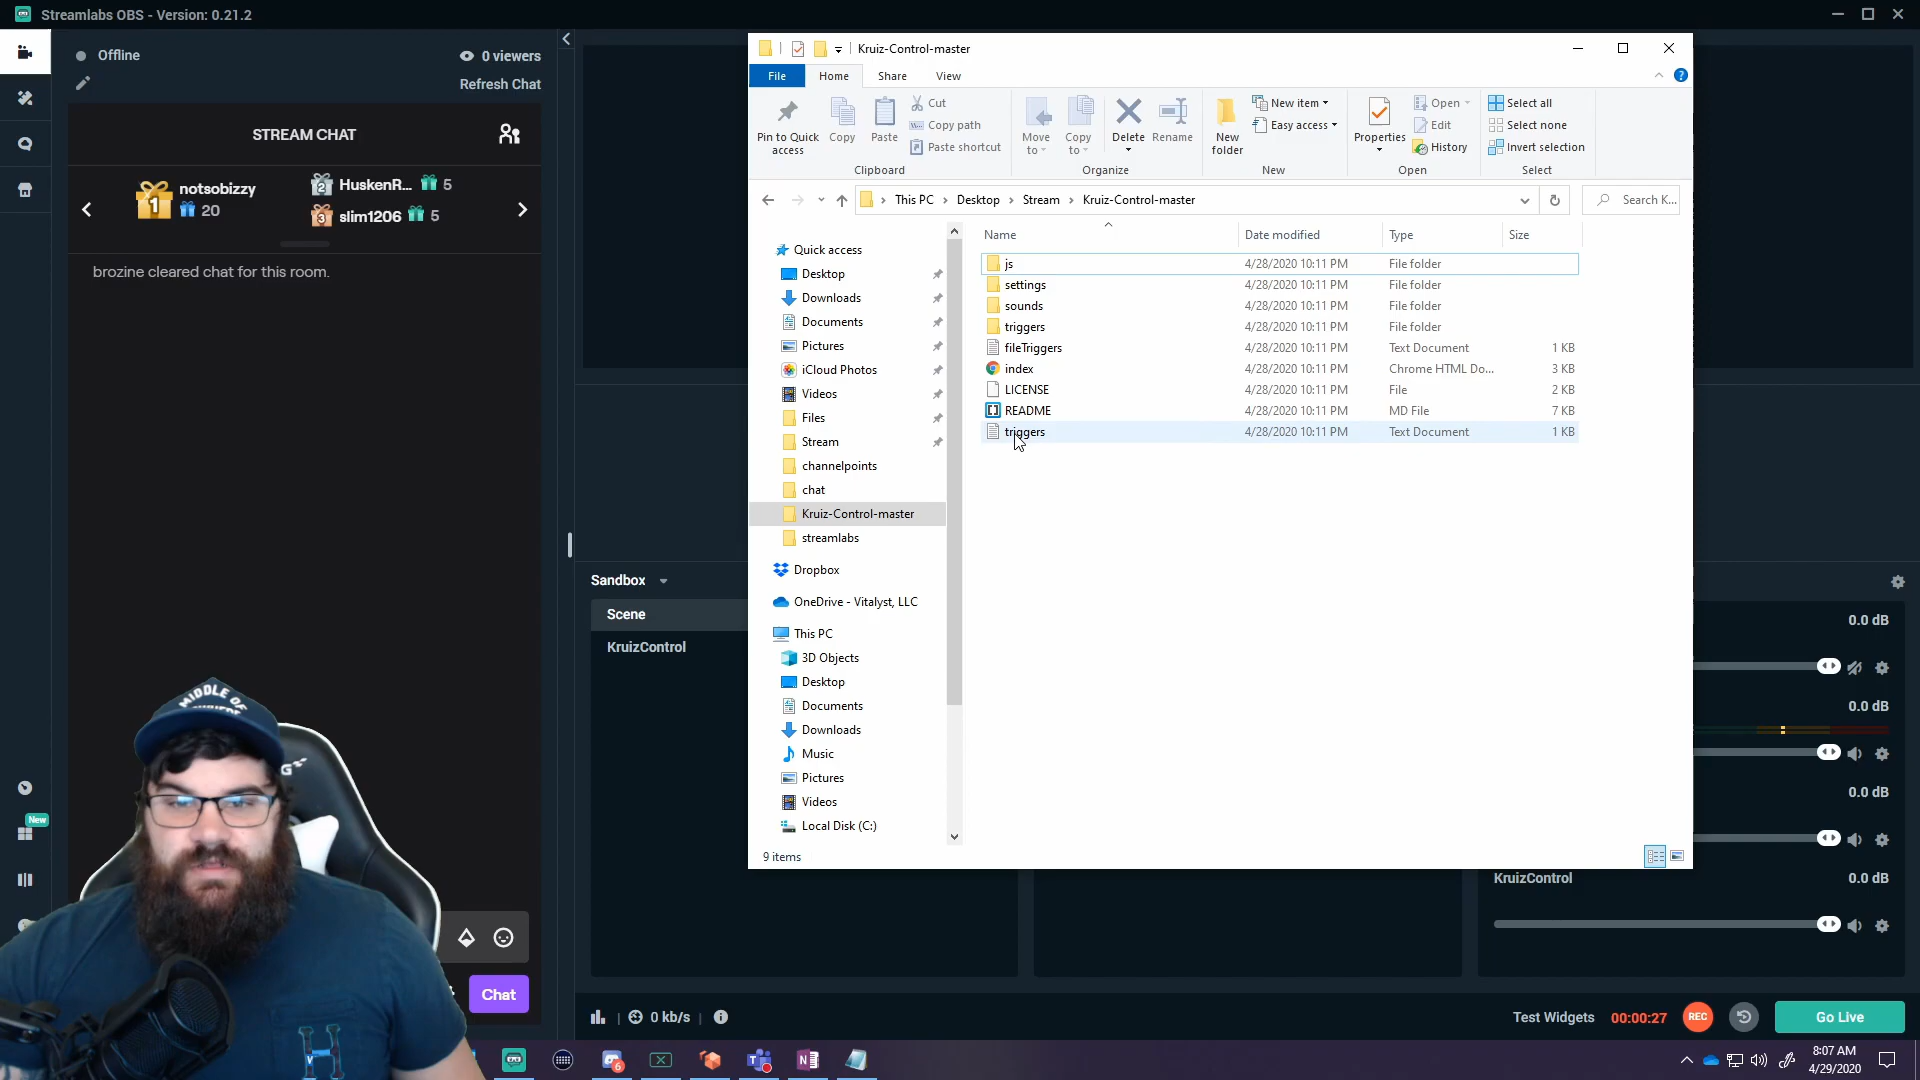 Streamlabs OBS - Version: 0.21.2
Offline
0 viewers
Refresh Chat
STREAM CHAT
1 notsobizzy
20
2 HuskenR... 5
3 slim1206 5
brozine cleared chat for this room.
Chat
New
MIDDLE OF
Kruiz-Control-master
File Home Share View
Pin to Quick access
Copy
Paste
Cut
Copy path
Paste shortcut
Clipboard
Move to
Copy to
Delete
Rename
Organize
New folder
New item
Easy access
New
Properties
Open
Edit
History
Open
Select all
Select none
Invert selection
Select
This PC > Desktop > Stream > Kruiz-Control-master
Search K...
Quick access
Desktop
Downloads
Documents
Pictures
iCloud Photos
Videos
Files
Stream
channelpoints
chat
Kruiz-Control-master
streamlabs
Dropbox
OneDrive - Vitalyst, LLC
This PC
3D Objects
Desktop
Documents
Downloads
Music
Pictures
Videos
Local Disk (C:)
Name Date modified Type Size
js 4/28/2020 10:11 PM File folder
settings 4/28/2020 10:11 PM File folder
sounds 4/28/2020 10:11 PM File folder
triggers 4/28/2020 10:11 PM File folder
fileTriggers 4/28/2020 10:11 PM Text Document 1 KB
index 4/28/2020 10:11 PM Chrome HTML Do... 3 KB
LICENSE 4/28/2020 10:11 PM File 2 KB
README 4/28/2020 10:11 PM MD File 7 KB
triggers 4/28/2020 10:11 PM Text Document 1 KB
9 items
Sandbox
Scene
KruizControl
0.0 dB
0.0 dB
0.0 dB
KruizControl 0.0 dB
0 kb/s
Test Widgets 00:00:27 REC Go Live
6
8:07 AM
4/29/2020